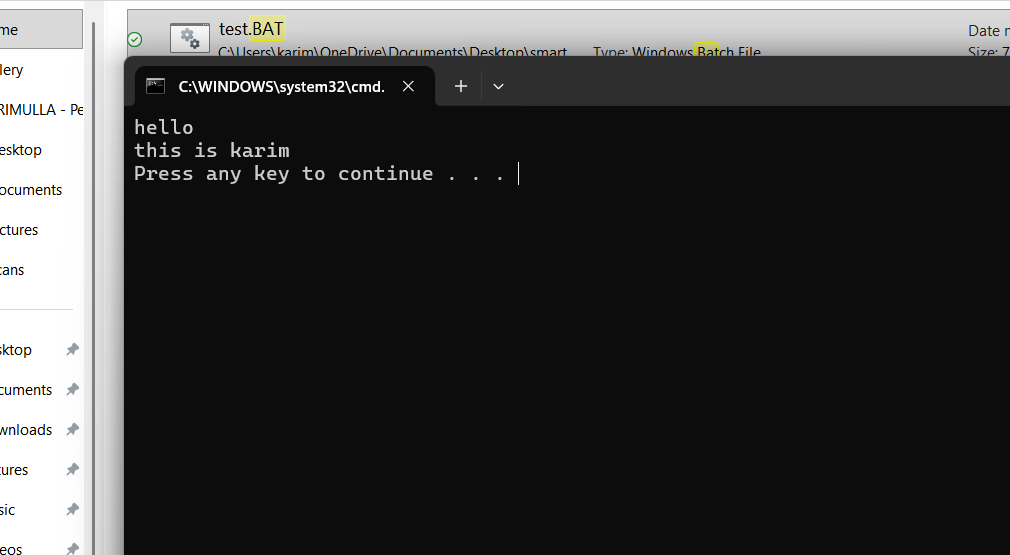 test.BAT
C:\Users\karim\OneDrive\Documents\Desktop\smart
Type: Windows Batch File
Date m
Size: 7
me
lery
RIMULLA - Pe
esktop
ocuments
ctures
cans
sktop
cuments
wnloads
tures
sic
eos
C:\WINDOWS\system32\cmd.
hello
this is karim
Press any key to continue . . .